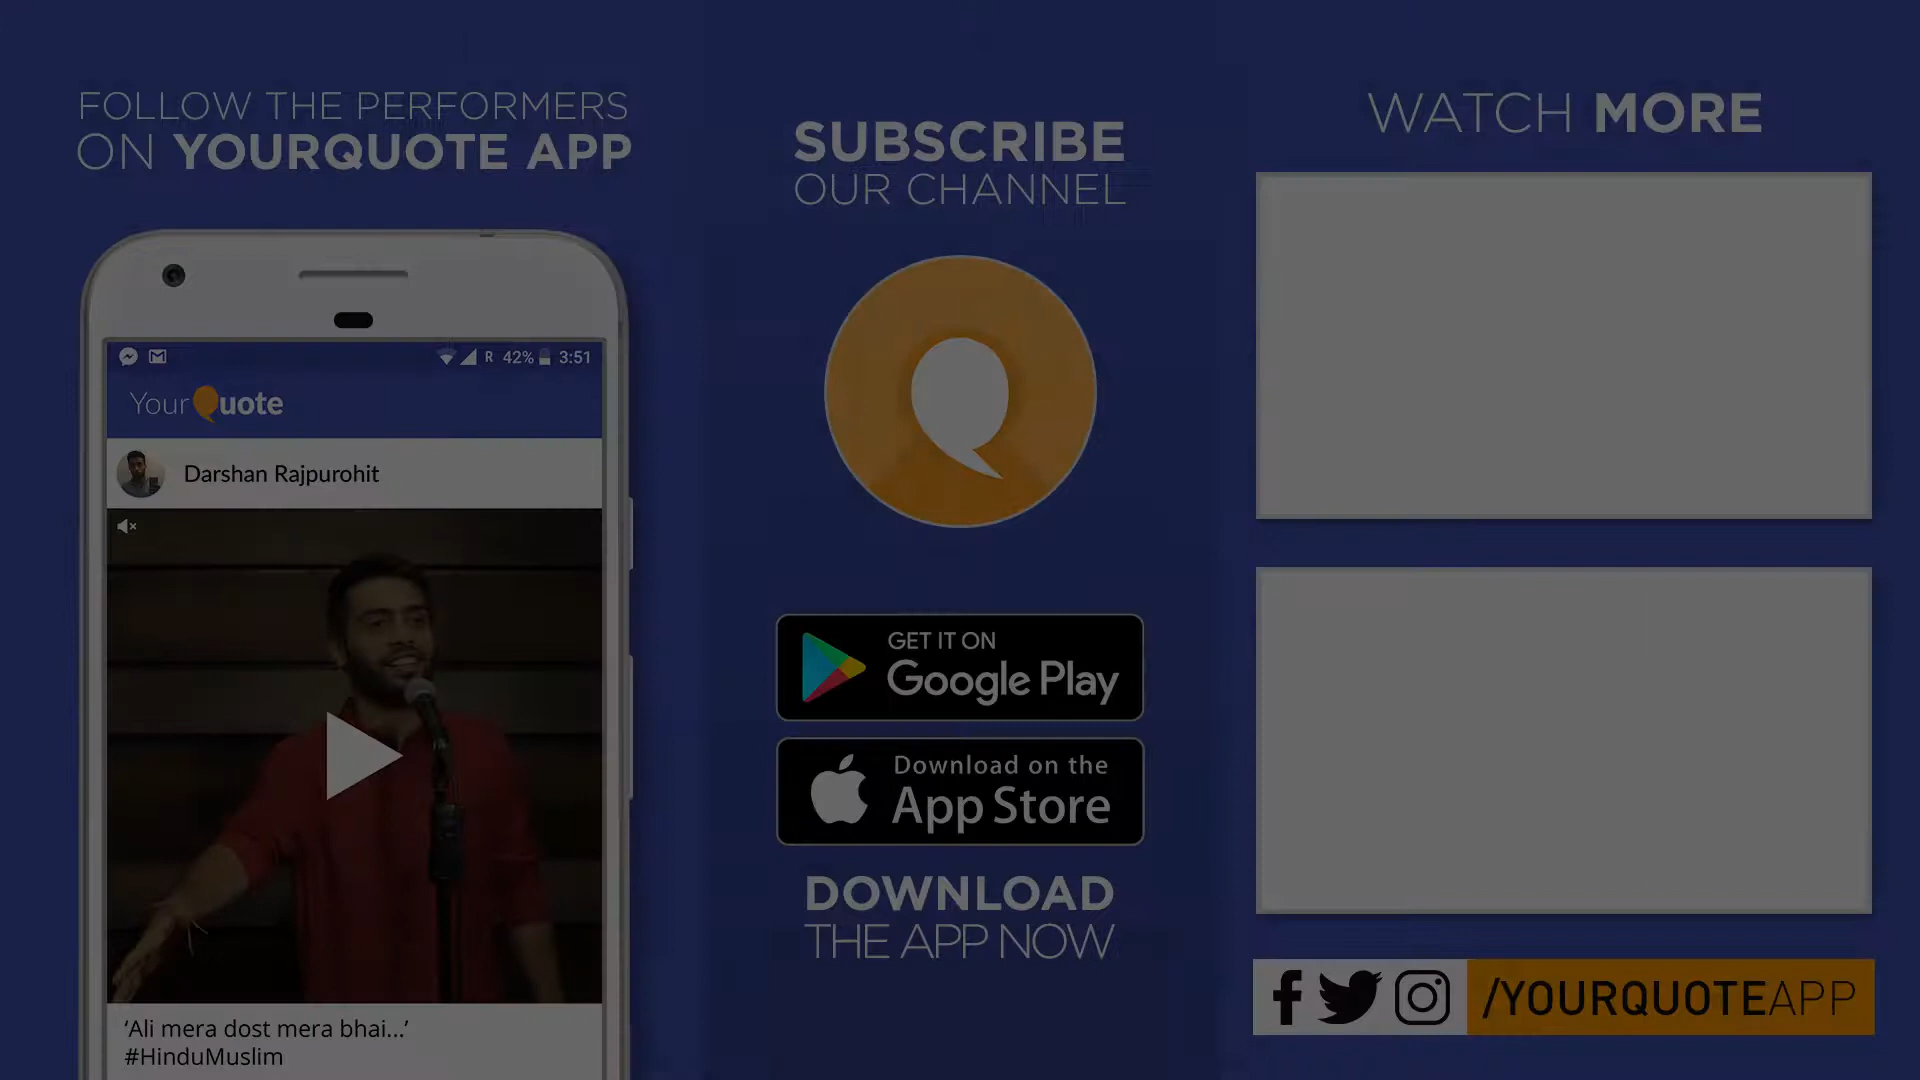 FOLLOW THE PERFORMERS
ON YOURQUOTE APP
R 42% 3:51
YourQuote
Darshan Rajpurohit
‘Ali mera dost mera bhai...’
#HinduMuslim
SUBSCRIBE
OUR CHANNEL
GET IT ON
Google Play
Download on the
App Store
DOWNLOAD
THE APP NOW
WATCH MORE
/YOURQUOTEAPP